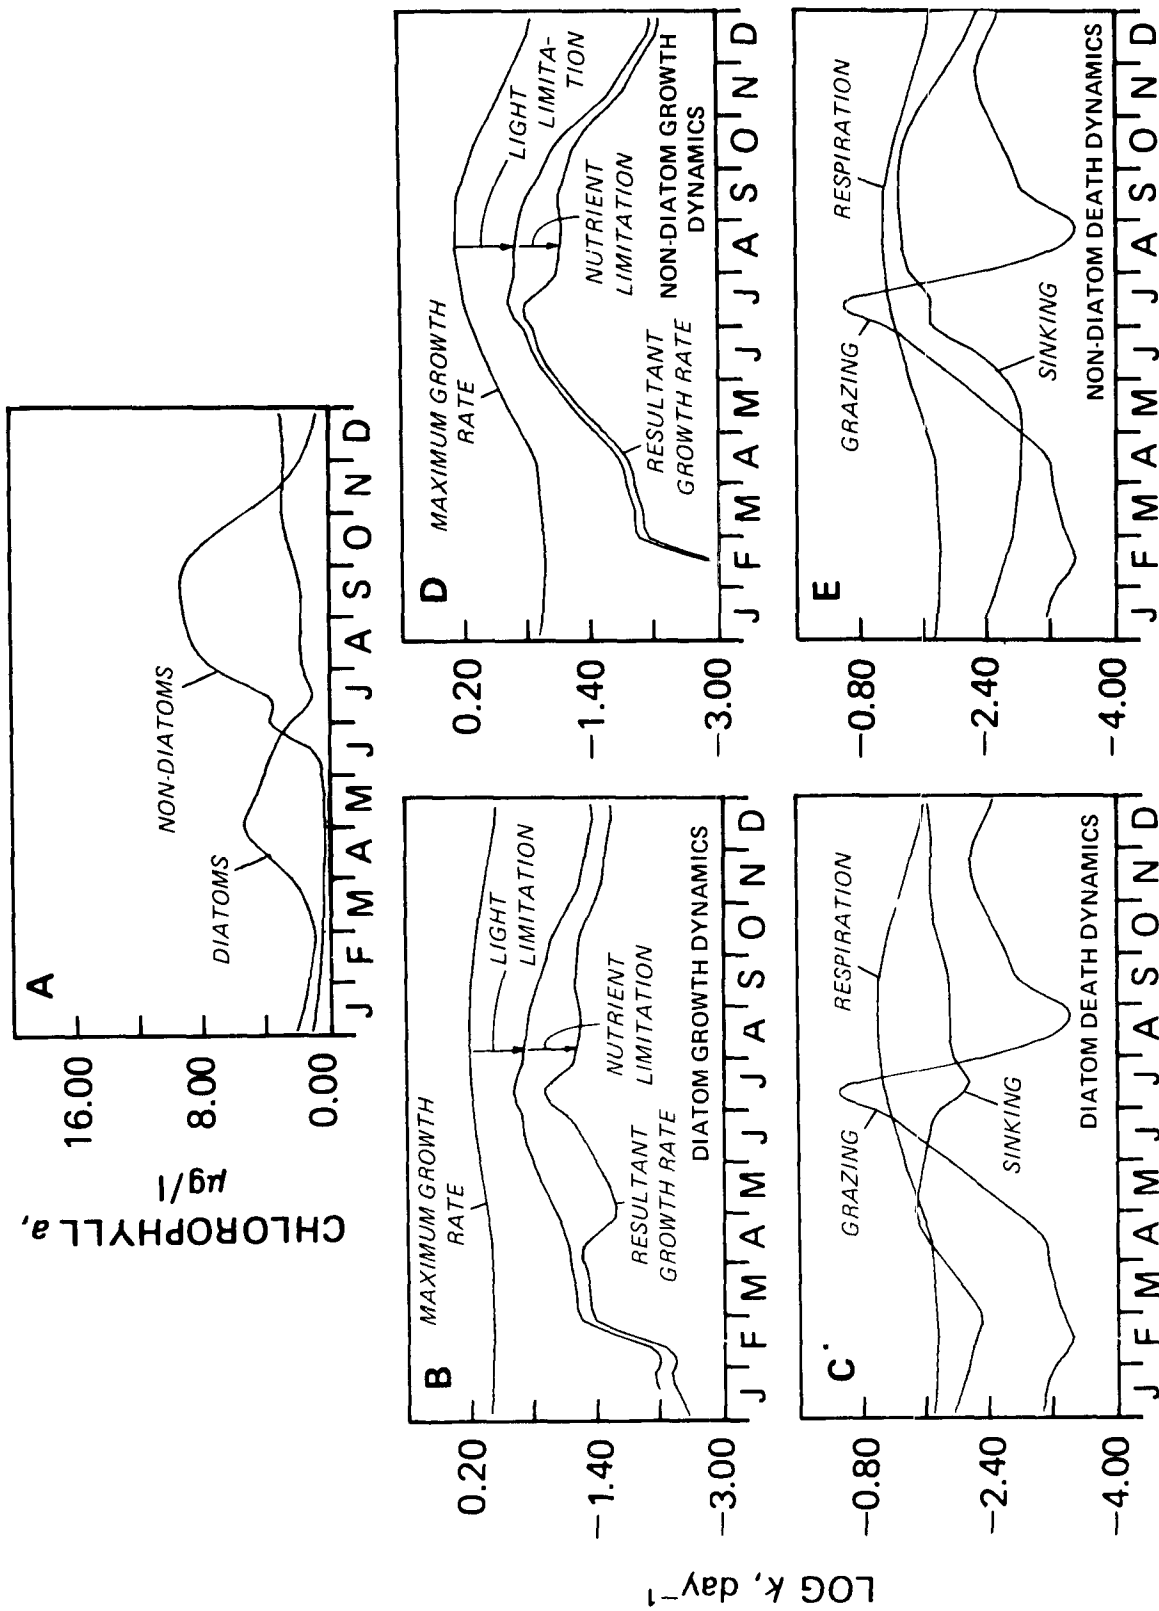 A
CHLOROPHYLL a,
µg/l
16.00
8.00
0.00
NON-DIATOMS
DIATOMS
J F M A M J J A S O N D
LOG k, day−1
B
0.20
−1.40
−3.00
MAXIMUM GROWTH
RATE
LIGHT
LIMITATION
NUTRIENT
LIMITATION
RESULTANT
GROWTH RATE
DIATOM GROWTH DYNAMICS
J F M A M J J A S O N D
D
0.20
−1.40
−3.00
MAXIMUM GROWTH
RATE
LIGHT
LIMITA-
TION
NUTRIENT
LIMITATION
RESULTANT
GROWTH RATE
NON-DIATOM GROWTH
DYNAMICS
J F M A M J J A S O N D
C
−0.80
−2.40
−4.00
GRAZING
RESPIRATION
SINKING
DIATOM DEATH DYNAMICS
J F M A M J J A S O N D
E
−0.80
−2.40
−4.00
GRAZING
RESPIRATION
SINKING
NON-DIATOM DEATH DYNAMICS
J F M A M J J A S O N D